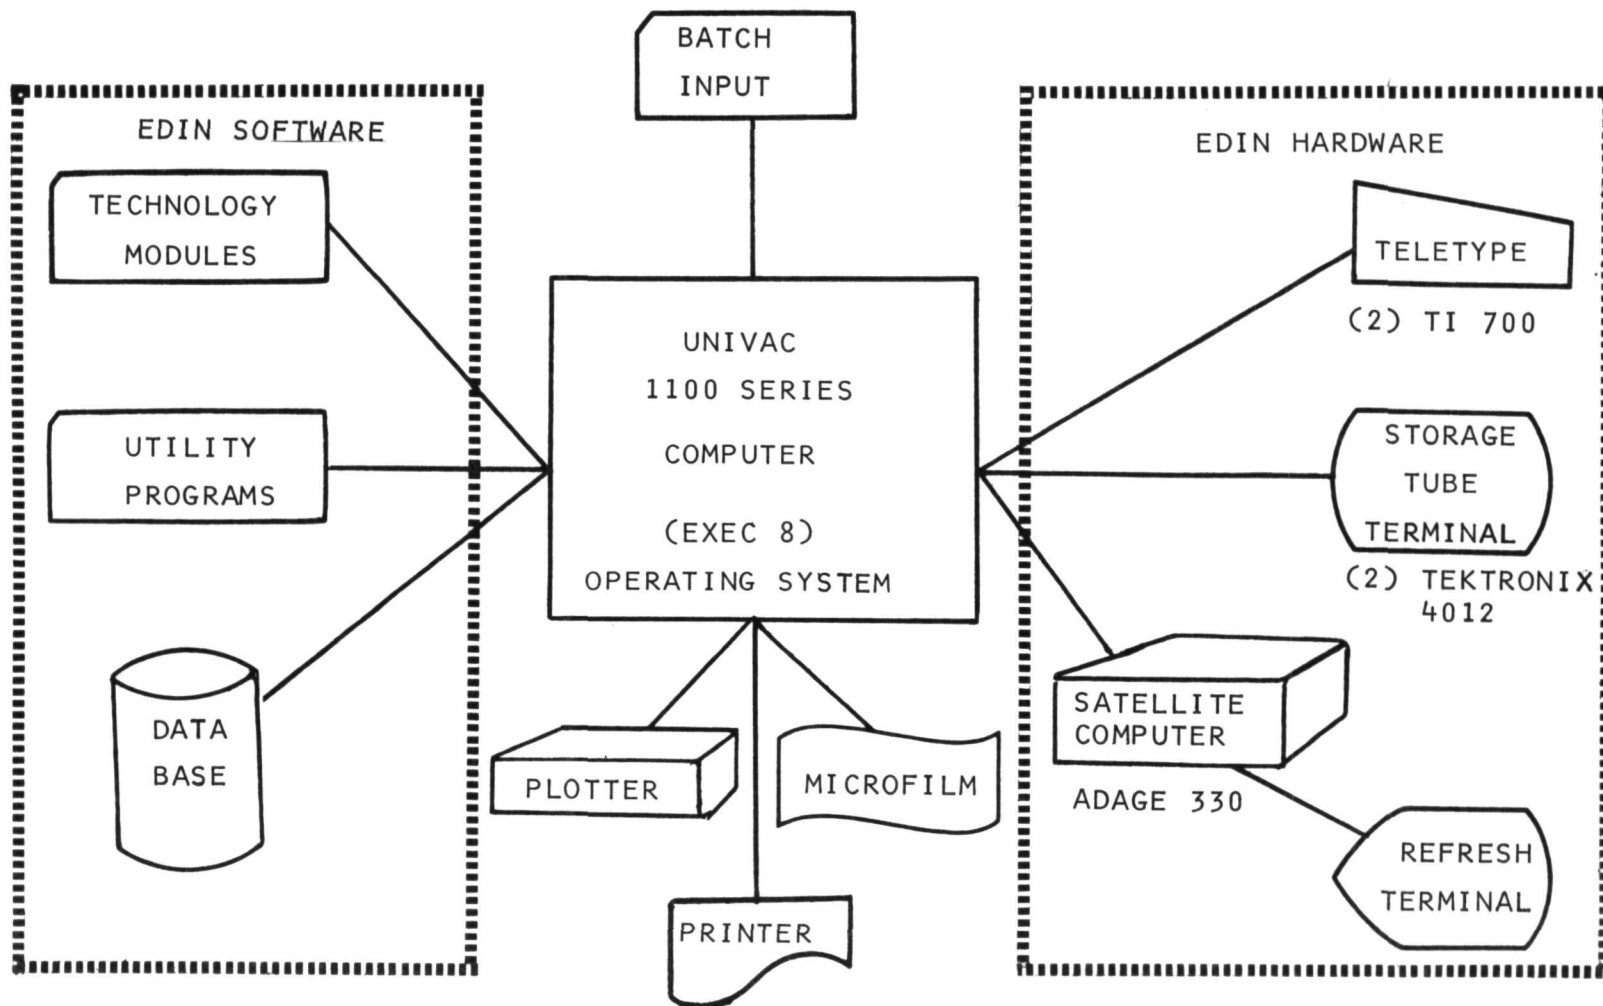 BATCH
INPUT
EDIN SOFTWARE
TECHNOLOGY
MODULES
UTILITY
PROGRAMS
DATA
BASE
UNIVAC
1100 SERIES
COMPUTER
(EXEC 8)
OPERATING SYSTEM
PLOTTER
MICROFILM
PRINTER
EDIN HARDWARE
TELETYPE
(2) TI 700
STORAGE
TUBE
TERMINAL
(2) TEKTRONIX
4012
SATELLITE
COMPUTER
ADAGE 330
REFRESH
TERMINAL